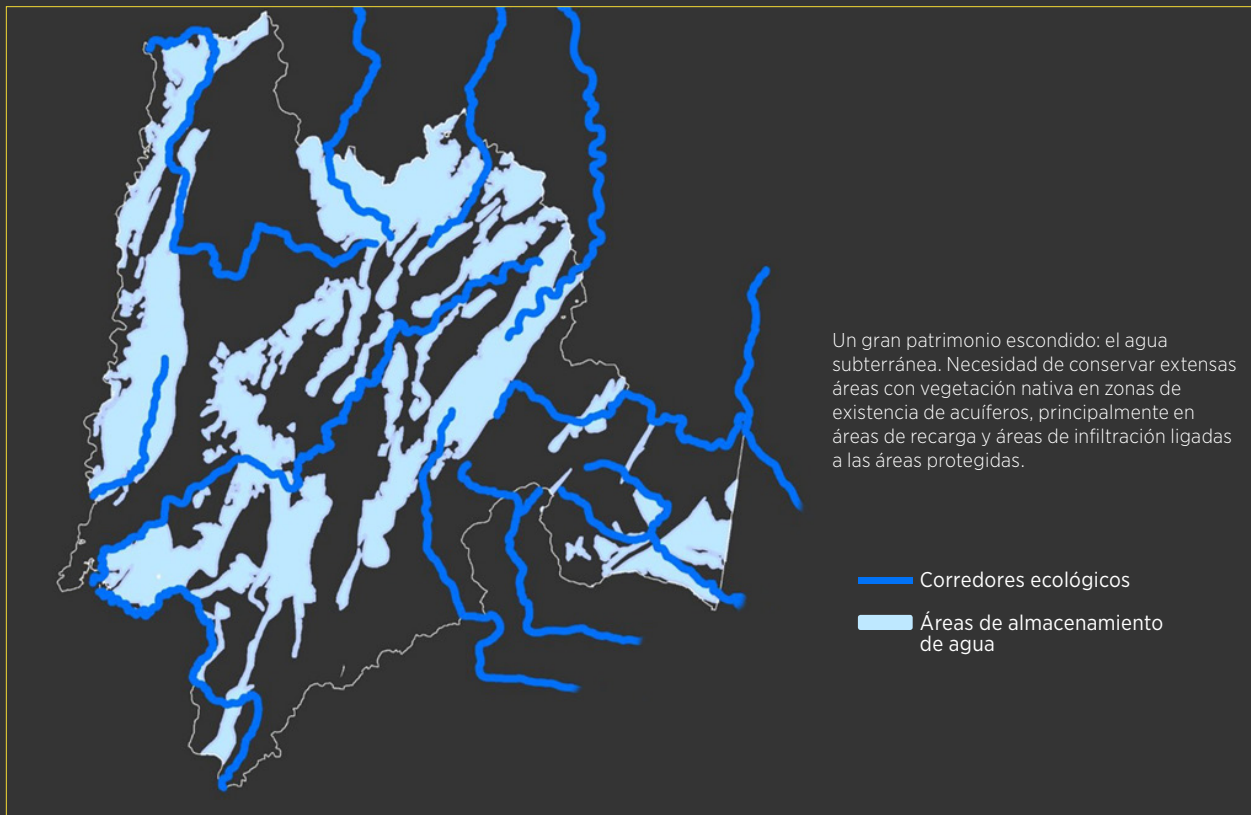 Un gran patrimonio escondido: el agua
subterránea. Necesidad de conservar extensas
áreas con vegetación nativa en zonas de
existencia de acuíferos, principalmente en
áreas de recarga y áreas de infiltración ligadas
a las áreas protegidas.
Corredores ecológicos
Áreas de almacenamiento
de agua